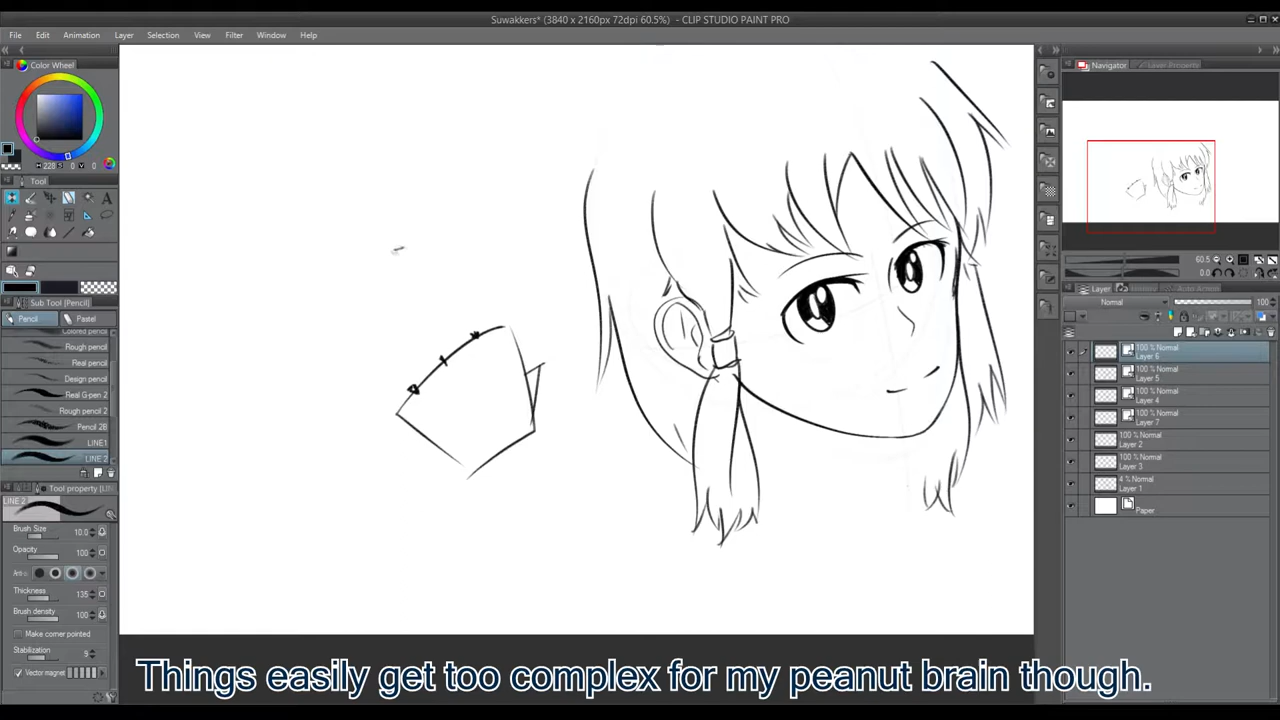 Suwakkers* (3840 x 2160px 72dpi 60.5%) - CLIP STUDIO PAINT PRO
File Edit Animation Layer Selection View Filter Window Help
Color Wheel
Navigator Layer Property
Tool
60.5
0.0
Sub Tool [Pencil]
Pencil Pastel
Colored pencil
Rough pencil
Real pencil
Design pencil
Real G-pen 2
Rough pencil 2
Pencil 2B
LINE1
LINE 2
Layer
Auto Action
Normal 100
100 % Normal
Layer 6
100 % Normal
Layer 5
100 % Normal
Layer 4
100 % Normal
Layer 7
100 % Normal
Layer 2
100 % Normal
Layer 3
4 % Normal
Layer 1
Paper
Tool property [LIN
LINE 2
Brush Size 10.0
Opacity 100
Thickness 135
Brush density 100
Make corner pointed
Stabilization 9
Vector magnet
Things easily get too complex for my peanut brain though.